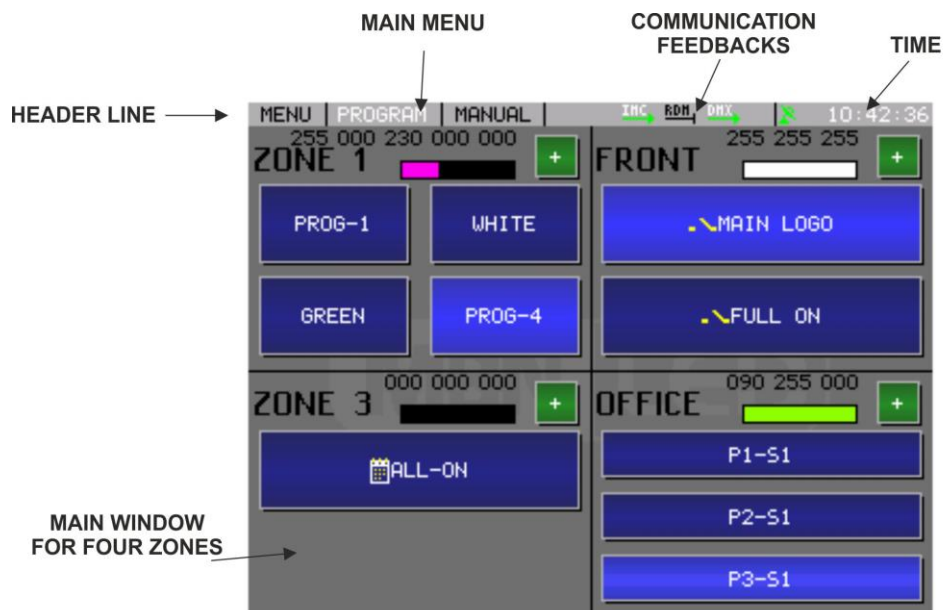 MAIN MENU
COMMUNICATION
FEEDBACKS
TIME
HEADER LINE
MENU PROGRAM MANUAL IMC RDM DMX 10:42:36
255 000 230 000 000
ZONE 1 +
255 255 255
FRONT +
PROG-1 WHITE
MAIN LOGO
GREEN PROG-4
FULL ON
000 000 000
ZONE 3 +
090 255 000
OFFICE +
ALL-ON
P1-S1
P2-S1
P3-S1
MAIN WINDOW
FOR FOUR ZONES